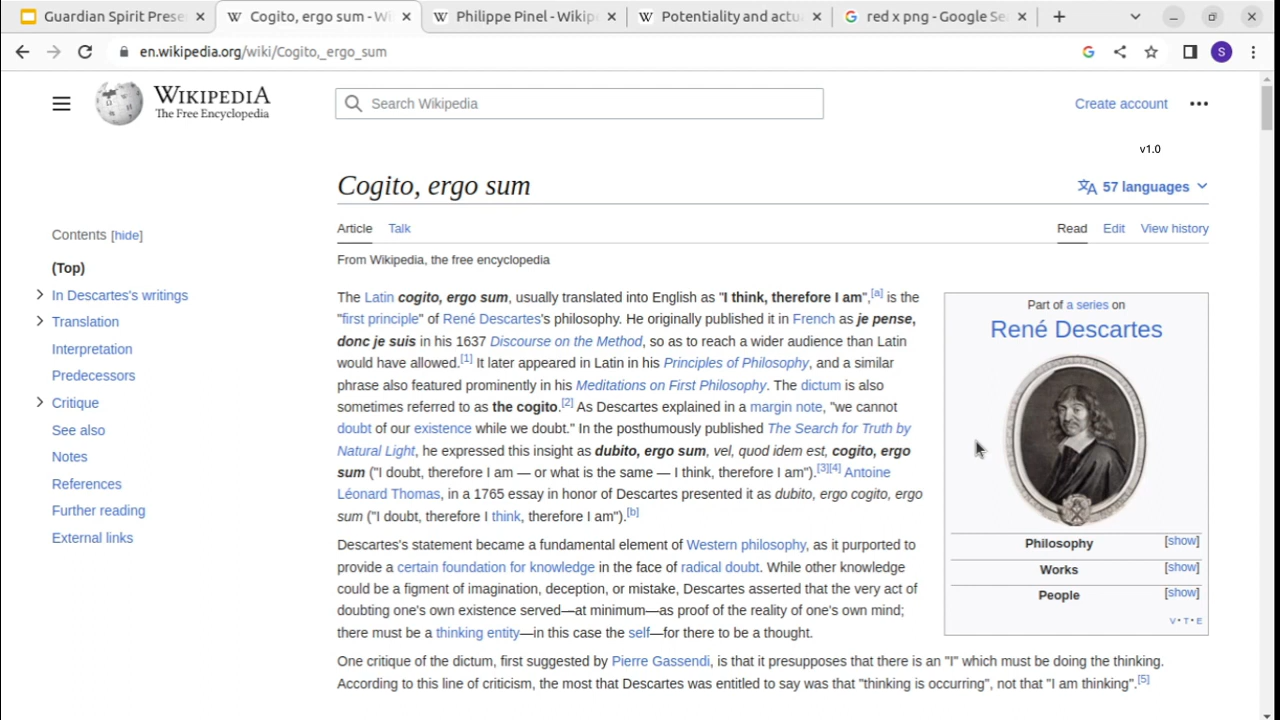 Guardian Spirit Prese
Cogito, ergo sum - Wi
Philippe Pinel - Wikip
Potentiality and actu
red x png - Google Se
en.wikipedia.org/wiki/Cogito,_ergo_sum
S
WIKIPEDIA
The Free Encyclopedia
Search Wikipedia
Create account
v1.0
Cogito, ergo sum
57 languages
Article Talk
Read Edit View history
From Wikipedia, the free encyclopedia
Contents [hide]
(Top)
In Descartes's writings
Translation
Interpretation
Predecessors
Critique
See also
Notes
References
Further reading
External links
The Latin cogito, ergo sum, usually translated into English as "I think, therefore I am",[a] is the
"first principle" of René Descartes's philosophy. He originally published it in French as je pense,
donc je suis in his 1637 Discourse on the Method, so as to reach a wider audience than Latin
would have allowed.[1] It later appeared in Latin in his Principles of Philosophy, and a similar
phrase also featured prominently in his Meditations on First Philosophy. The dictum is also
sometimes referred to as the cogito.[2] As Descartes explained in a margin note, "we cannot
doubt of our existence while we doubt." In the posthumously published The Search for Truth by
Natural Light, he expressed this insight as dubito, ergo sum, vel, quod idem est, cogito, ergo
sum ("I doubt, therefore I am — or what is the same — I think, therefore I am").[3][4] Antoine
Léonard Thomas, in a 1765 essay in honor of Descartes presented it as dubito, ergo cogito, ergo
sum ("I doubt, therefore I think, therefore I am").[b]
Descartes's statement became a fundamental element of Western philosophy, as it purported to
provide a certain foundation for knowledge in the face of radical doubt. While other knowledge
could be a figment of imagination, deception, or mistake, Descartes asserted that the very act of
doubting one's own existence served—at minimum—as proof of the reality of one's own mind;
there must be a thinking entity—in this case the self—for there to be a thought.
One critique of the dictum, first suggested by Pierre Gassendi, is that it presupposes that there is an "I" which must be doing the thinking.
According to this line of criticism, the most that Descartes was entitled to say was that "thinking is occurring", not that "I am thinking".[5]
Part of a series on
René Descartes
Philosophy [show]
Works [show]
People [show]
V • T • E